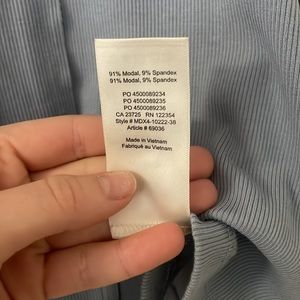 91% Modal, 9% Spandex
91% Modal, 9% Spandex
PO 4500089234
PO 4500089235
PO 4500089236
CA 23725 RN 122354
Style # MDX4-10222-38
Article # 69036
Made in Vietnam
Fabriqué au Vietnam